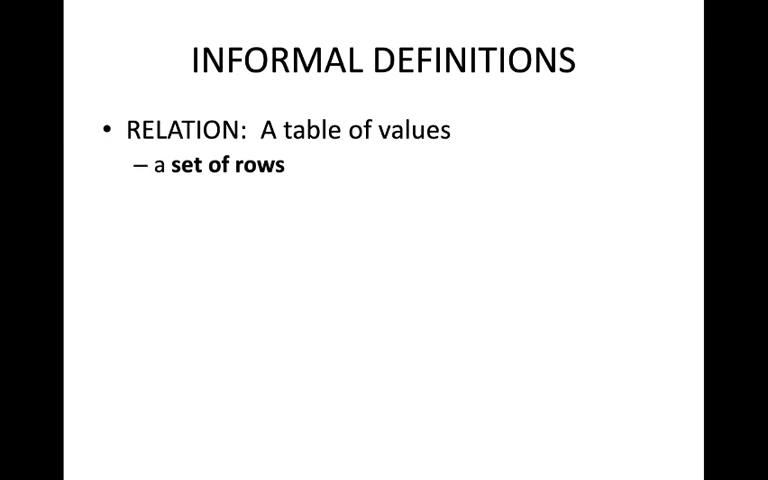 INFORMAL DEFINITIONS
• RELATION: A table of values
– a set of rows